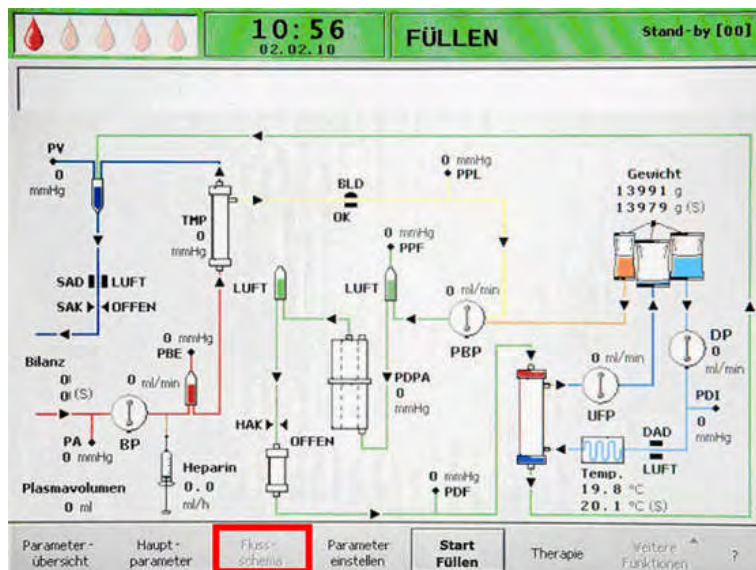 10:56
02.02.10
FÜLLEN
Stand-by [00]
PV
0
mmHg
TMP
0
mmHg
BLD
OK
0 mmHg
PPL
0 mmHg
PPF
Gewicht
13991 g
13979 g (S)
SAD LUFT
SAK OFFEN
LUFT
LUFT
0 ml/min
PBP
DP
0
ml/min
Bilanz
0
0 (S)
0 mmHg
PBE
0 ml/min
PA
0 mmHg
BP
PDPA
0
mmHg
0 ml/min
UFP
PDI
0
mmHg
HAK
OFFEN
DAD
LUFT
Heparin
0.0
ml/h
Plasmavolumen
0 ml
0 mmHg
PDF
Temp.
19.8 °C
20.1 °C (S)
Parameter-
übersicht
Haupt-
parameter
Fluss-
schema
Parameter
einstellen
Start
Füllen
Therapie
Weitere
Funktionen
?